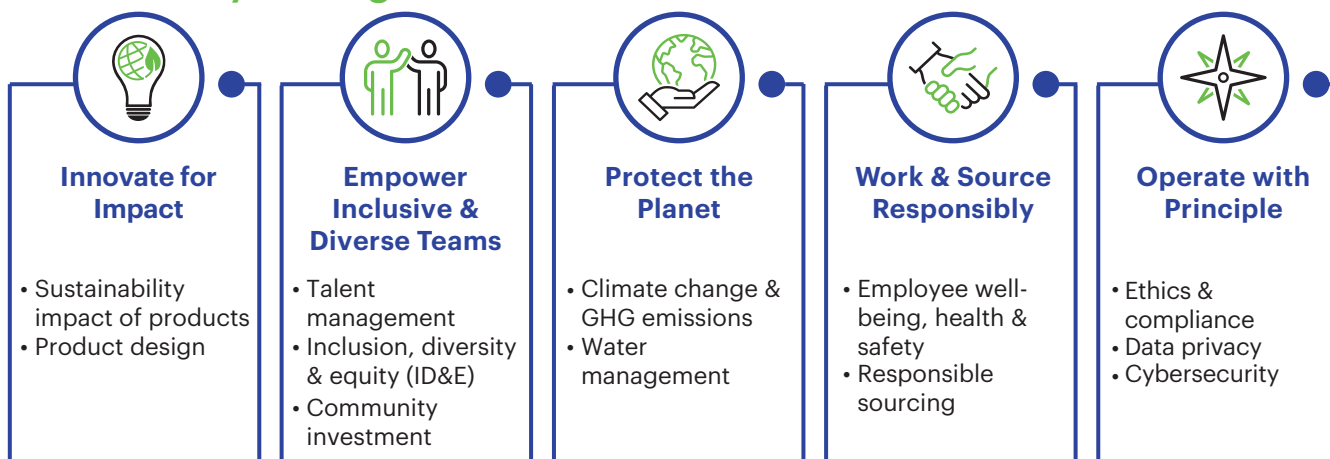 Innovate for
Impact
• Sustainability
impact of products
• Product design
Empower
Inclusive &
Diverse Teams
• Talent
management
• Inclusion, diversity
& equity (ID&E)
• Community
investment
Protect the
Planet
• Climate change &
GHG emissions
• Water
management
Work & Source
Responsibly
• Employee well-
being, health &
safety
• Responsible
sourcing
Operate with
Principle
• Ethics &
compliance
• Data privacy
• Cybersecurity